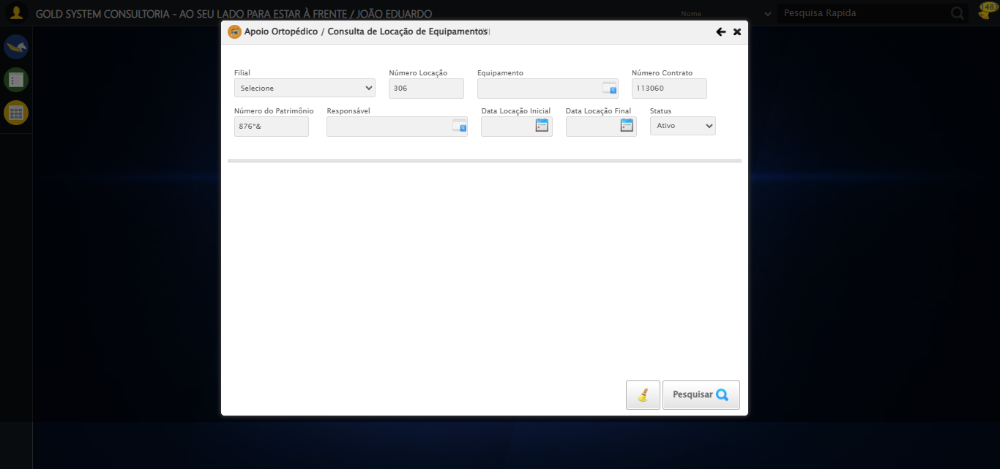 GOLD SYSTEM CONSULTORIA - AO SEU LADO PARA ESTAR À FRENTE / JOÃO EDUARDO
Nome
Pesquisa Rapida
1483
Apoio Ortopédico / Consulta de Locação de Equipamentos
Filial
Número Locação
Equipamento
Número Contrato
Selecione
306
113060
Número do Patrimônio
Responsável
Data Locação Inicial
Data Locação Final
Status
876*&
Ativo
Pesquisar